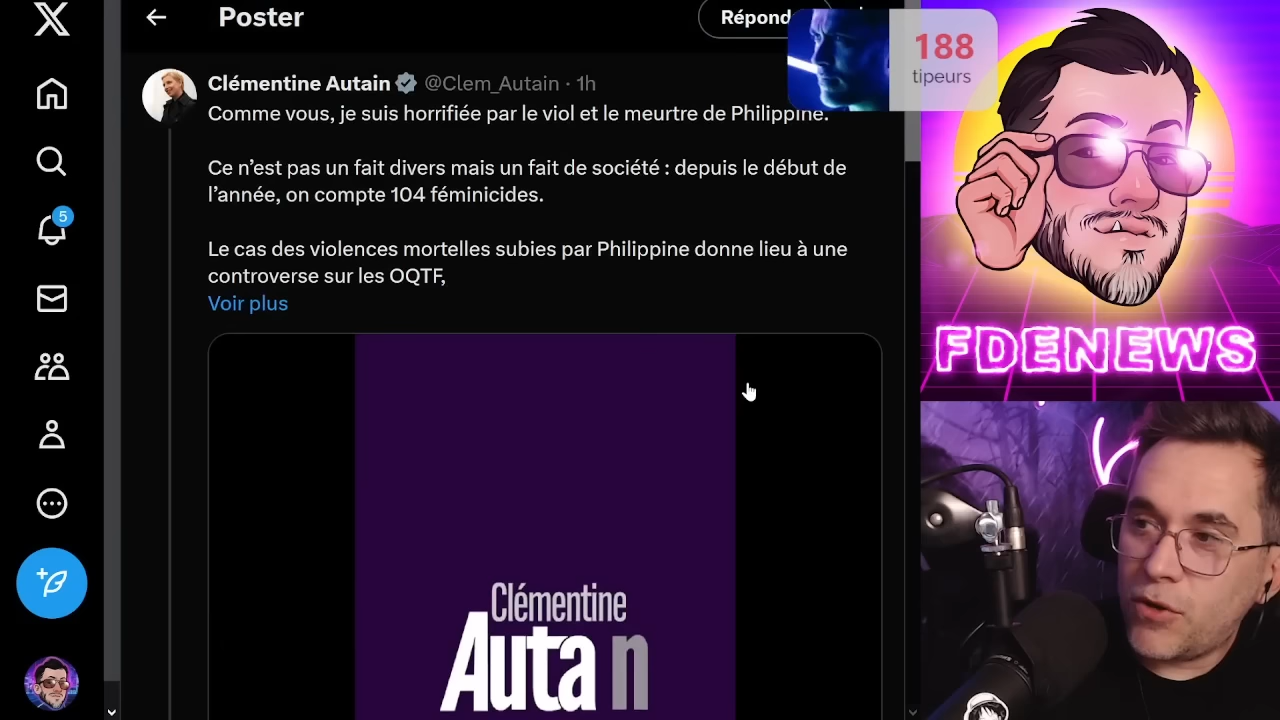 Poster
Répond
188
tipeurs
Clémentine Autain @Clem_Autain · 1h
Comme vous, je suis horrifiée par le viol et le meurtre de Philippine.
Ce n’est pas un fait divers mais un fait de société : depuis le début de
l’année, on compte 104 féminicides.
5
Le cas des violences mortelles subies par Philippine donne lieu à une
controverse sur les OQTF,
Voir plus
FDENEWS
Clémentine
Auta n